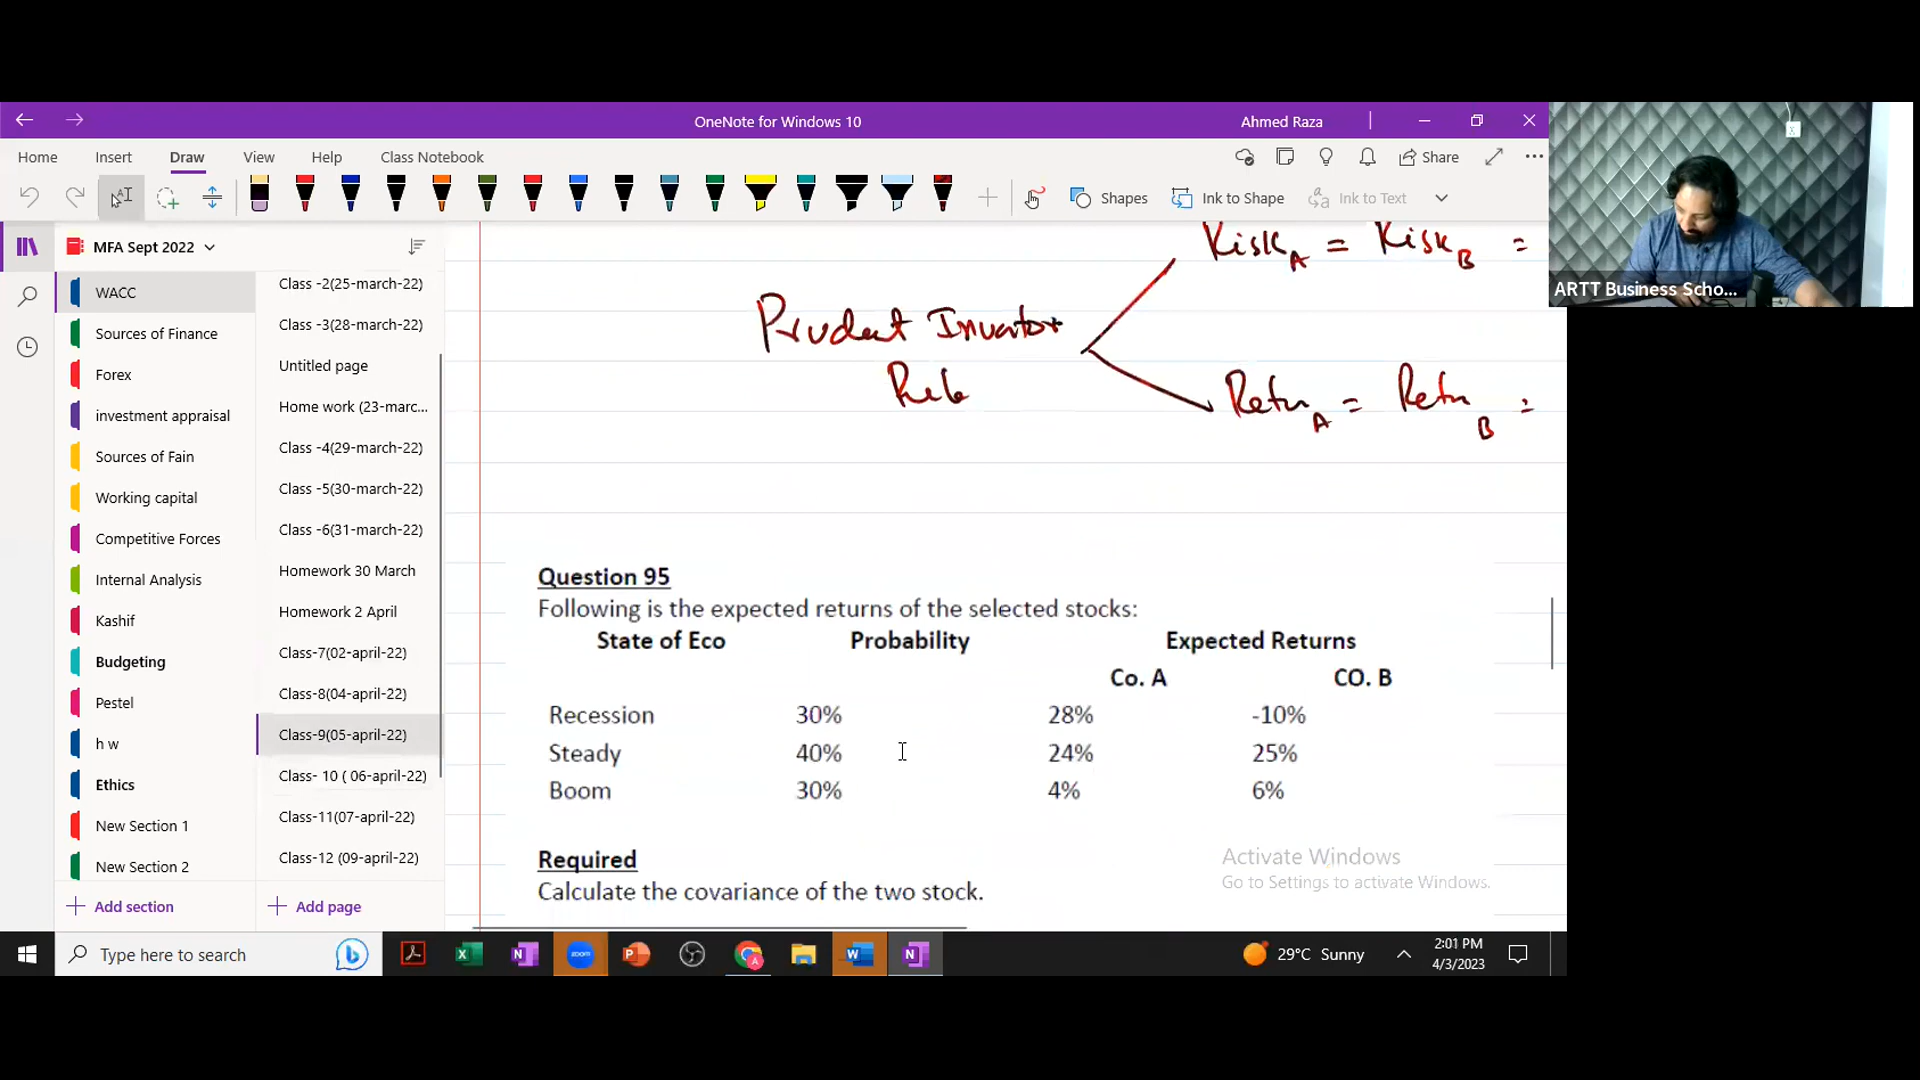 OneNote for Windows 10
Ahmed Raza
Home Insert Draw View Help Class Notebook
Share
Shapes Ink to Shape Ink to Text
MFA Sept 2022
WACC
Sources of Finance
Forex
investment appraisal
Sources of Fain
Working capital
Competitive Forces
Internal Analysis
Kashif
Budgeting
Pestel
h w
Ethics
New Section 1
New Section 2
Add section
Class -2(25-march-22)
Class -3(28-march-22)
Untitled page
Home work (23-marc...
Class -4(29-march-22)
Class -5(30-march-22)
Class -6(31-march-22)
Homework 30 March
Homework 2 April
Class-7(02-april-22)
Class-8(04-april-22)
Class-9(05-april-22)
Class- 10 ( 06-april-22)
Class-11(07-april-22)
Class-12 (09-april-22)
Add page
Risk A = Risk B =
Prudent Investor
Return A = Return B =
Question 95
Following is the expected returns of the selected stocks:
State of Eco Probability Expected Returns
Co. A CO. B
Recession 30% 28% -10%
Steady 40% 24% 25%
Boom 30% 4% 6%
Required
Calculate the covariance of the two stock.
Activate Windows
Go to Settings to activate Windows.
ARTT Business Scho...
Type here to search
zoom
29°C Sunny
2:01 PM
4/3/2023